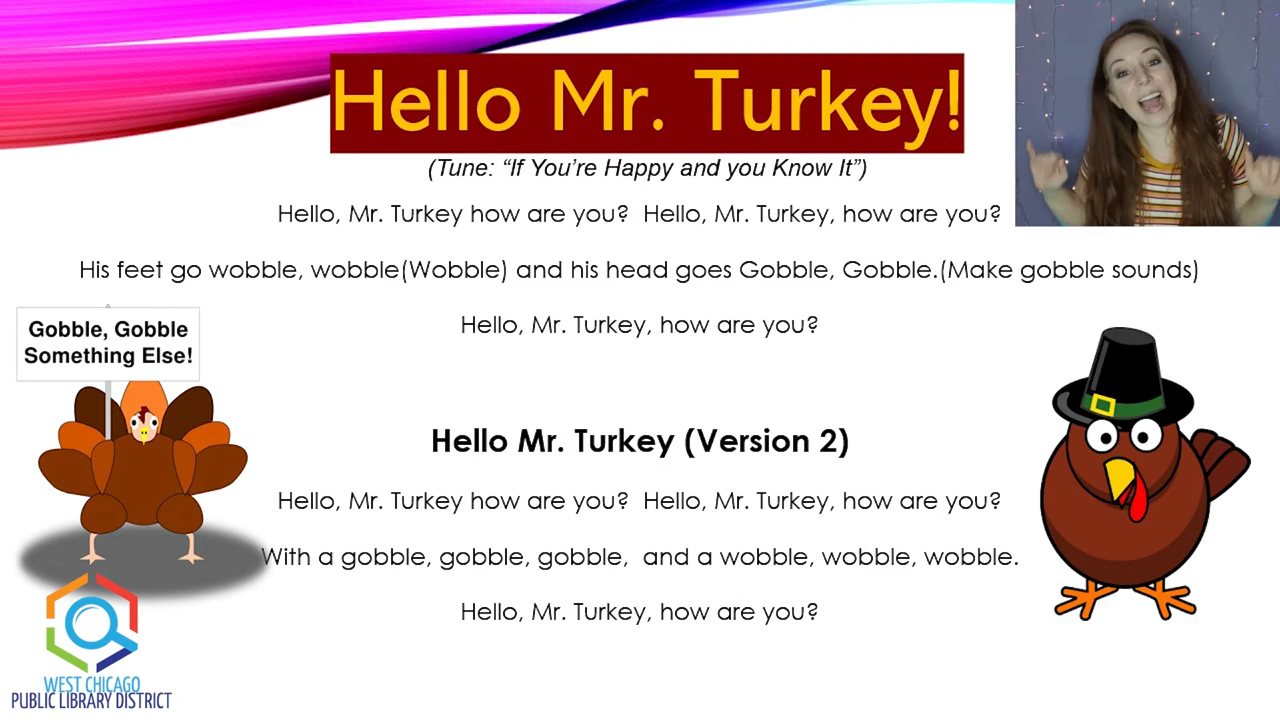 Hello Mr. Turkey!
(Tune: “If You’re Happy and you Know It”)
Hello, Mr. Turkey how are you?  Hello, Mr. Turkey, how are you?
His feet go wobble, wobble(Wobble) and his head goes Gobble, Gobble.(Make gobble sounds)
Hello, Mr. Turkey, how are you?
Gobble, Gobble
Something Else!
Hello Mr. Turkey (Version 2)
Hello, Mr. Turkey how are you?  Hello, Mr. Turkey, how are you?
With a gobble, gobble, gobble,  and a wobble, wobble, wobble.
Hello, Mr. Turkey, how are you?
WEST CHICAGO
PUBLIC LIBRARY DISTRICT